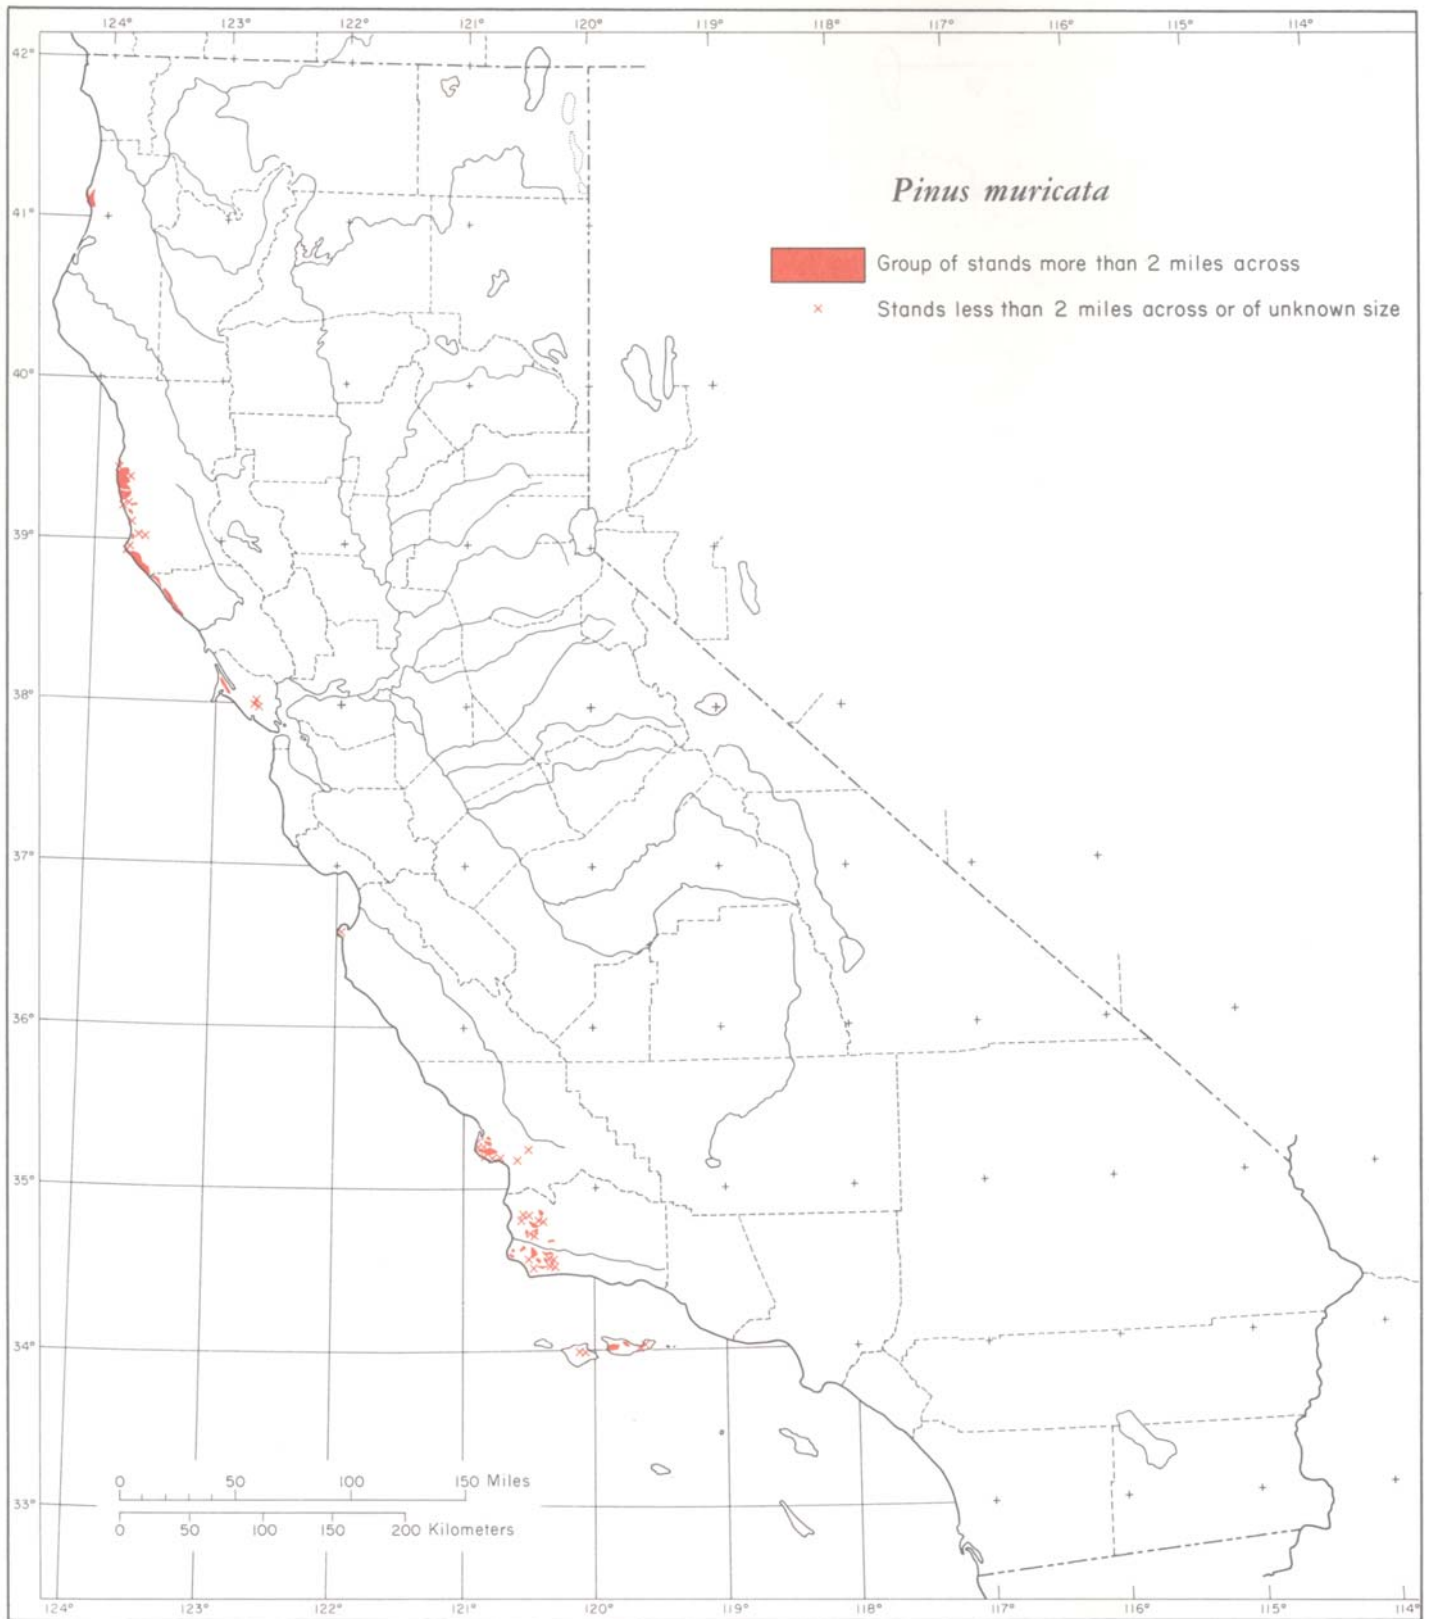 124° 123° 122° 121° 120° 119° 118° 117° 116° 115° 114°
42°
Pinus muricata
41°
Group of stands more than 2 miles across
Stands less than 2 miles across or of unknown size
40°
39°
38°
37°
36°
35°
34°
0 50 100 150 Miles
33°
0 50 100 150 200 Kilometers
124° 123° 122° 121° 120° 119° 118° 117° 116° 115° 114°